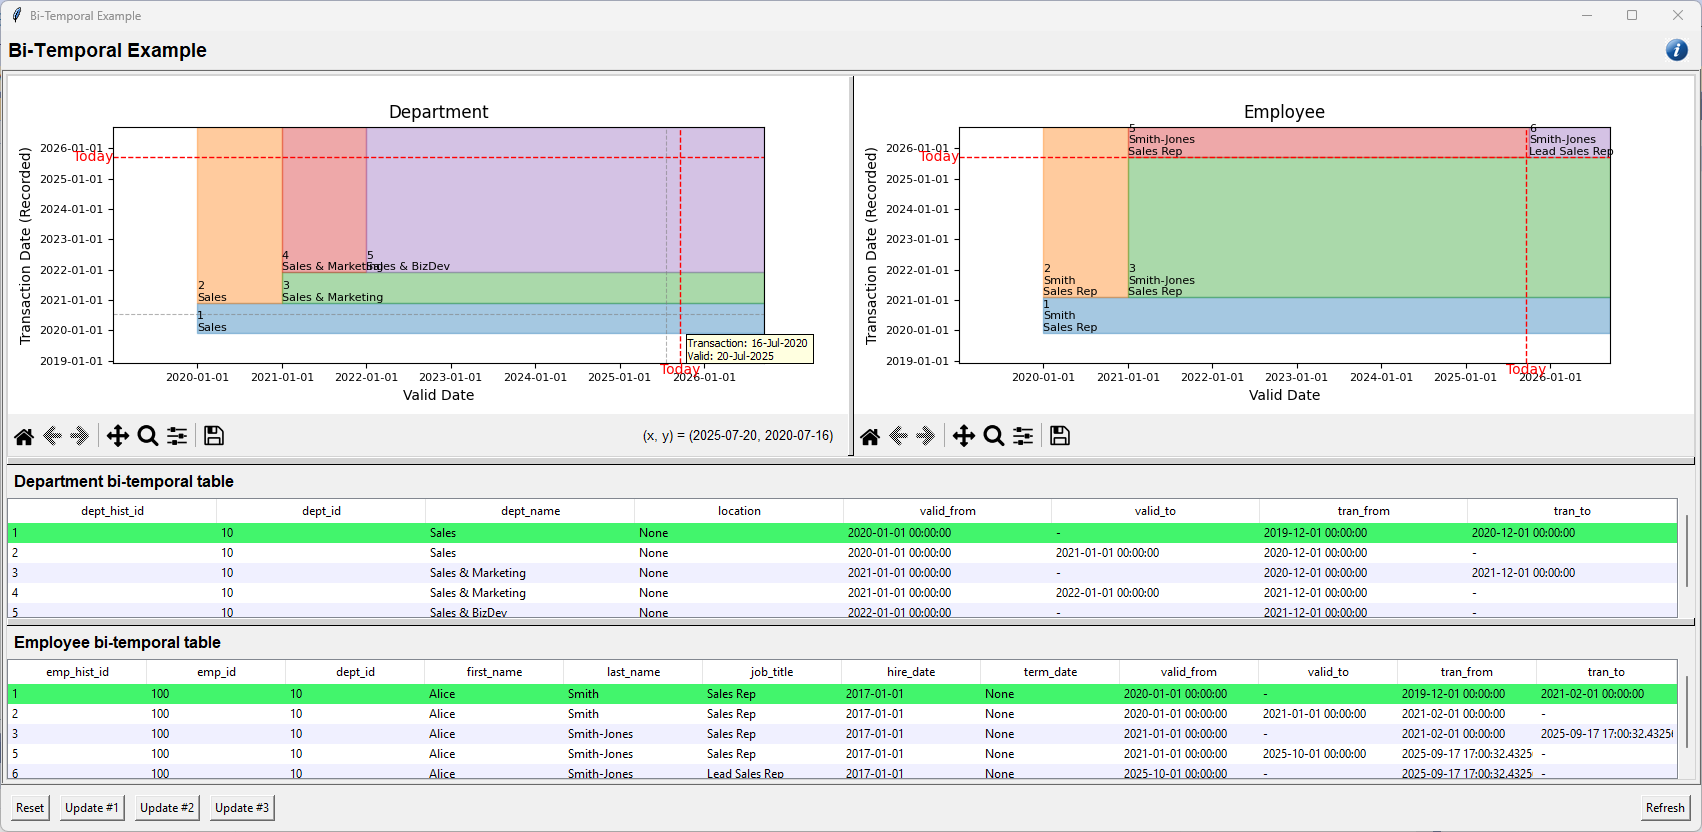 Bi-Temporal Example
Bi-Temporal Example
Department
Transaction Date (Recorded)
2026-01-01
Today
2025-01-01
2024-01-01
2023-01-01
2022-01-01
2021-01-01
2020-01-01
2019-01-01
4
Sales & Marketing
5
Sales & BizDev
2
Sales
3
Sales & Marketing
1
Sales
Transaction: 16-Jul-2020
Valid: 20-Jul-2025
Today
2020-01-01 2021-01-01 2022-01-01 2023-01-01 2024-01-01 2025-01-01 2026-01-01
Valid Date
(x, y) = (2025-07-20, 2020-07-16)
Employee
Transaction Date (Recorded)
2026-01-01
Today
2025-01-01
2024-01-01
2023-01-01
2022-01-01
2021-01-01
2020-01-01
2019-01-01
5
Smith-Jones
Sales Rep
6
Smith-Jones
Lead Sales Rep
2
Smith
Sales Rep
3
Smith-Jones
Sales Rep
1
Smith
Sales Rep
Today
2020-01-01 2021-01-01 2022-01-01 2023-01-01 2024-01-01 2025-01-01 2026-01-01
Valid Date
Department bi-temporal table
dept_hist_id dept_id dept_name location valid_from valid_to tran_from tran_to
1 10 Sales None 2020-01-01 00:00:00 - 2019-12-01 00:00:00 2020-12-01 00:00:00
2 10 Sales None 2020-01-01 00:00:00 2021-01-01 00:00:00 2020-12-01 00:00:00 -
3 10 Sales & Marketing None 2021-01-01 00:00:00 - 2020-12-01 00:00:00 2021-12-01 00:00:00
4 10 Sales & Marketing None 2021-01-01 00:00:00 2022-01-01 00:00:00 2021-12-01 00:00:00 -
5 10 Sales & BizDev None 2022-01-01 00:00:00 - 2021-12-01 00:00:00 -
Employee bi-temporal table
emp_hist_id emp_id dept_id first_name last_name job_title hire_date term_date valid_from valid_to tran_from tran_to
1 100 10 Alice Smith Sales Rep 2017-01-01 None 2020-01-01 00:00:00 - 2019-12-01 00:00:00 2021-02-01 00:00:00
2 100 10 Alice Smith Sales Rep 2017-01-01 None 2020-01-01 00:00:00 2021-01-01 00:00:00 2021-02-01 00:00:00 -
3 100 10 Alice Smith-Jones Sales Rep 2017-01-01 None 2021-01-01 00:00:00 - 2021-02-01 00:00:00 2025-09-17 17:00:32.4325
5 100 10 Alice Smith-Jones Sales Rep 2017-01-01 None 2021-01-01 00:00:00 2025-10-01 00:00:00 2025-09-17 17:00:32.4325 -
6 100 10 Alice Smith-Jones Lead Sales Rep 2017-01-01 None 2025-10-01 00:00:00 - 2025-09-17 17:00:32.4325 -
Reset Update #1 Update #2 Update #3 Refresh